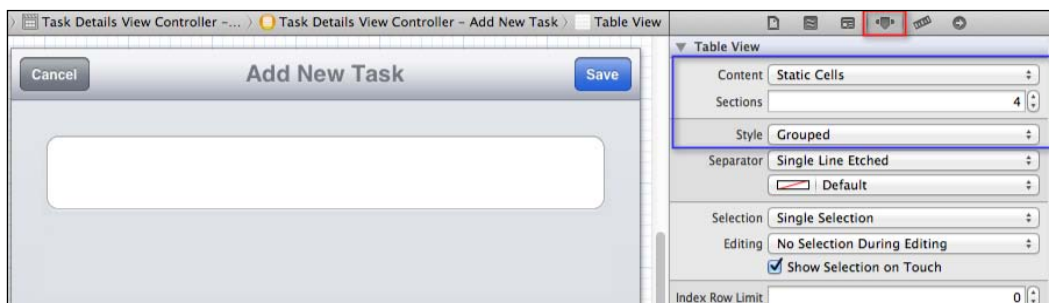 Task Details View Controller -... Task Details View Controller - Add New Task Table View
Cancel Add New Task Save
Table View
Content Static Cells
Sections 4
Style Grouped
Separator Single Line Etched
Default
Selection Single Selection
Editing No Selection During Editing
Show Selection on Touch
Index Row Limit 0